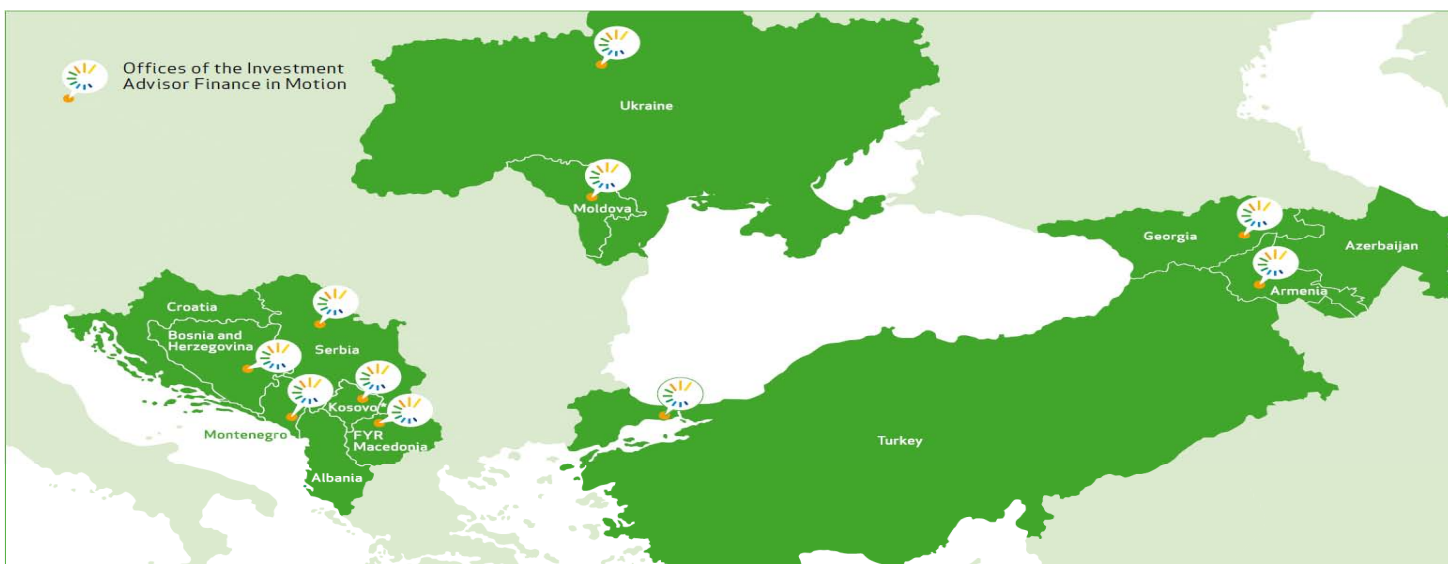 Offices of the Investment
Advisor Finance in Motion
Ukraine
Moldova
Georgia
Azerbaijan
Armenia
Croatia
Bosnia and
Herzegovina
Serbia
Kosovo*
Montenegro
FYR
Macedonia
Albania
Turkey